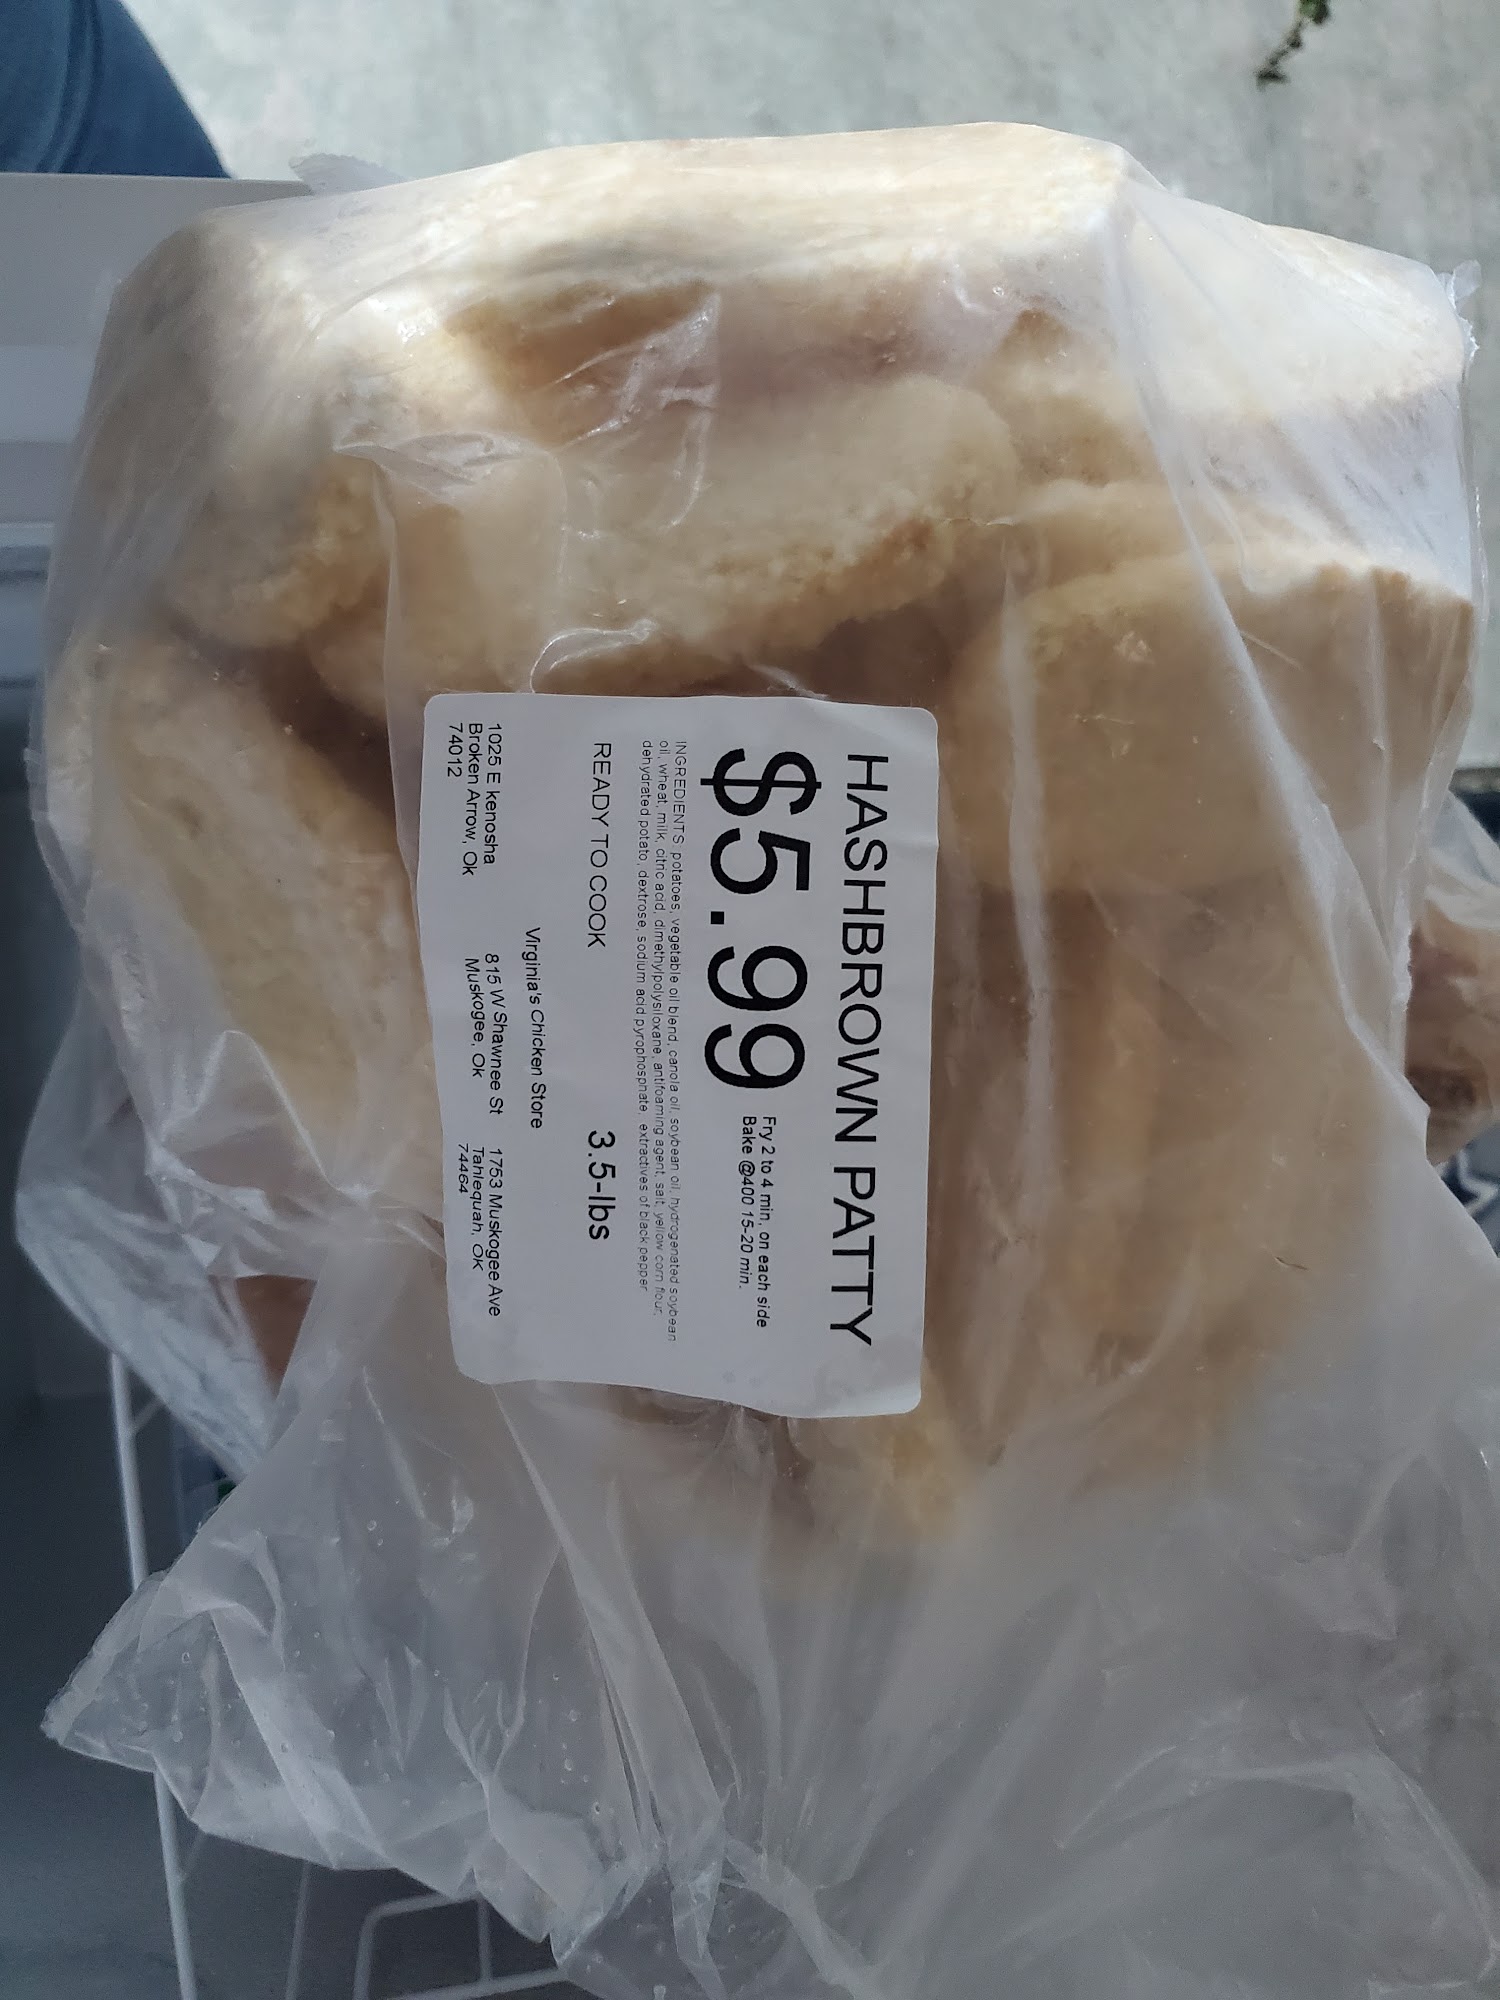 HASHBROWN PATTY
$5.99
Fry 2 to 4 min. on each side
Bake @400 15-20 min.
INGREDIENTS: potatoes, vegetable oil blend, canola oil, soybean oil, hydrogenated soybean
oil, wheat, milk, citric acid, dimethylpolysiloxane, antifoaming agent, salt, yellow corn flour,
dehydrated potato, dextrose, sodium acid pyrophosphate, extractives of black pepper
READY TO COOK
3.5-lbs
Virginia's Chicken Store
1025 E kenosha
Broken Arrow, Ok
74012
815 W Shawnee St
Muskogee, Ok
1753 Muskogee Ave
Tahlequah, OK
74464